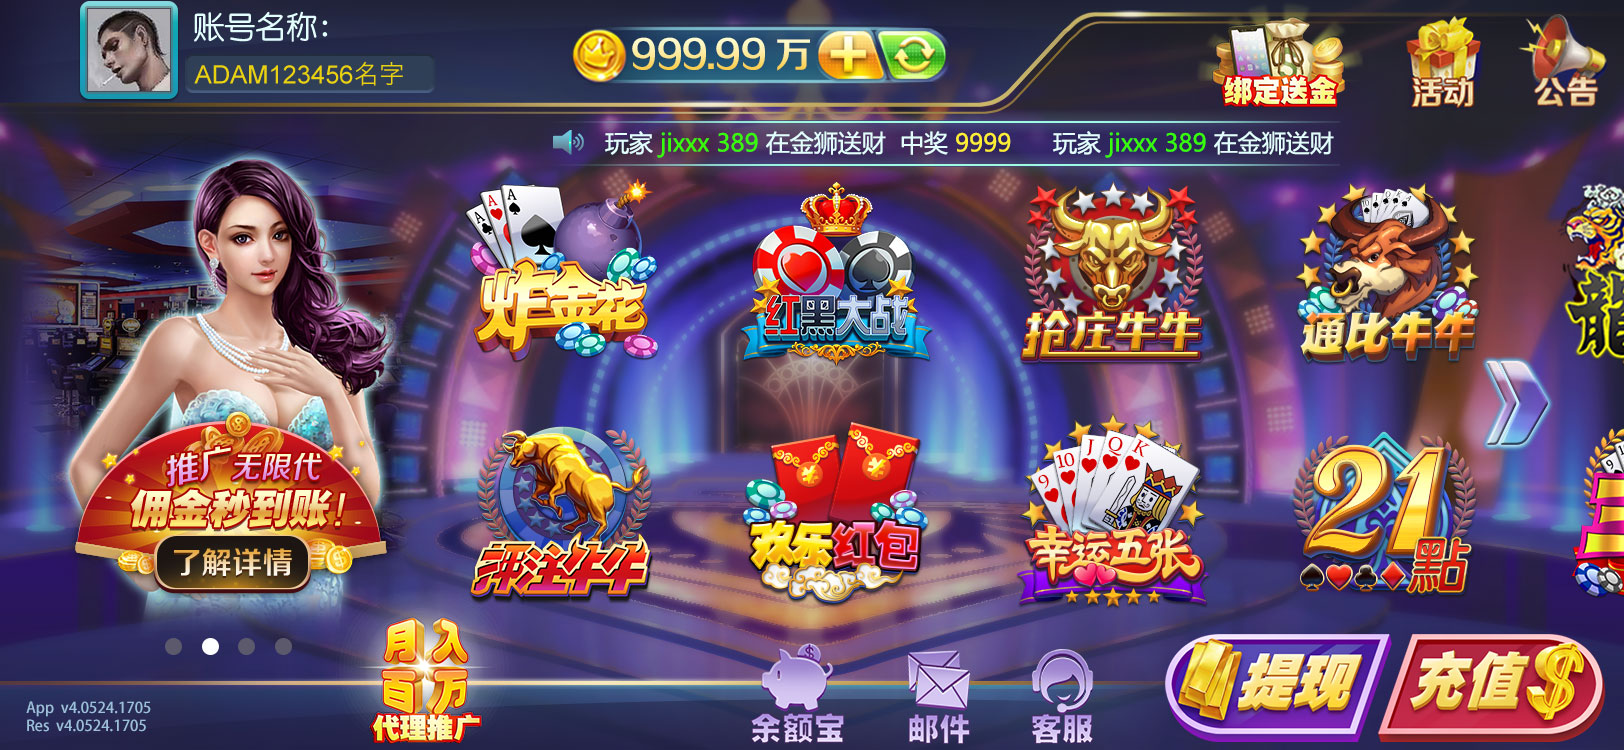 账号名称：
ADAM123456名字
999.99 万
绑定送金
活动
公告
玩家 jixxx 389 在金狮送财 中奖 9999 玩家 jixxx 389 在金狮送财
A A A
炸金花
红黑大战
抢庄牛牛
通比牛牛
龍
推广无限代
佣金秒到账！
了解详情
押注牛牛
欢乐红包
9 10 J Q K
幸运五张
21
點
月入
百万
代理推广
App v4.0524.1705
Res v4.0524.1705
余额宝
邮件
客服
提现
充值